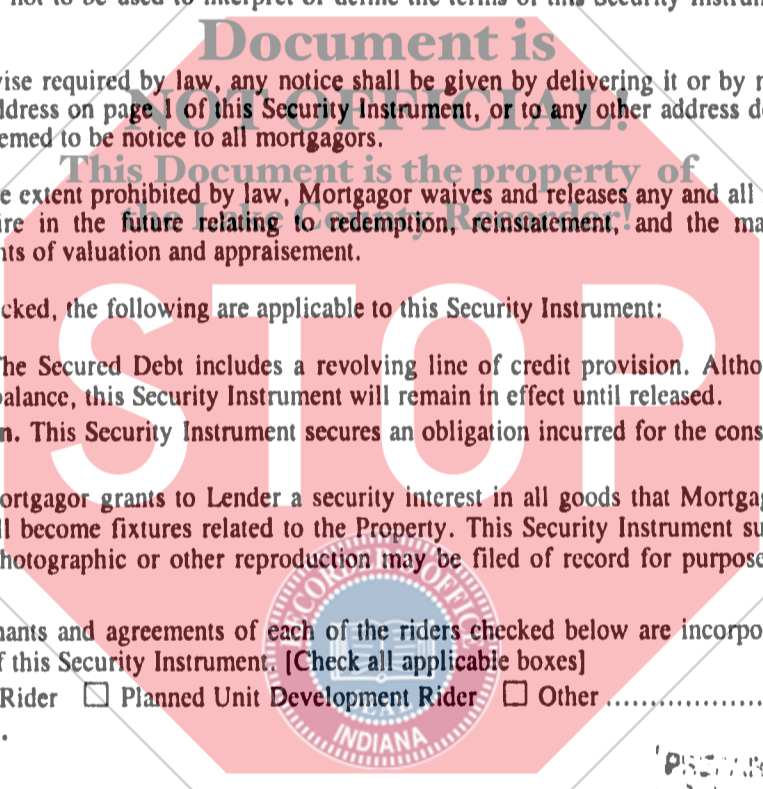 not to be used to interpret or define the terms of this Security Instrum
Document is
vise required by law, any notice shall be given by delivering it or by
ddress on page 1 of this Security Instrument, or to any other address d
NOT OFFICIAL!
emed to be notice to all mortgagors.
This Document is the property of
e extent prohibited by law, Mortgagor waives and releases any and all
the Lake County Recorder!
ire in the future relating to redemption, reinstatement, and the ma
nts of valuation and appraisement.
cked, the following are applicable to this Security Instrument:
STOP
The Secured Debt includes a revolving line of credit provision. Altho
balance, this Security Instrument will remain in effect until released.
n. This Security Instrument secures an obligation incurred for the cons
ortgagor grants to Lender a security interest in all goods that Mortga
ll become fixtures related to the Property. This Security Instrument su
hotographic or other reproduction may be filed of record for purpose
RECORDER'S OFFICE
nants and agreements of each of the riders checked below are incorpo
f this Security Instrument. [Check all applicable boxes]
Rider ☐ Planned Unit Development Rider ☐ Other ....................
SEAL
INDIANA